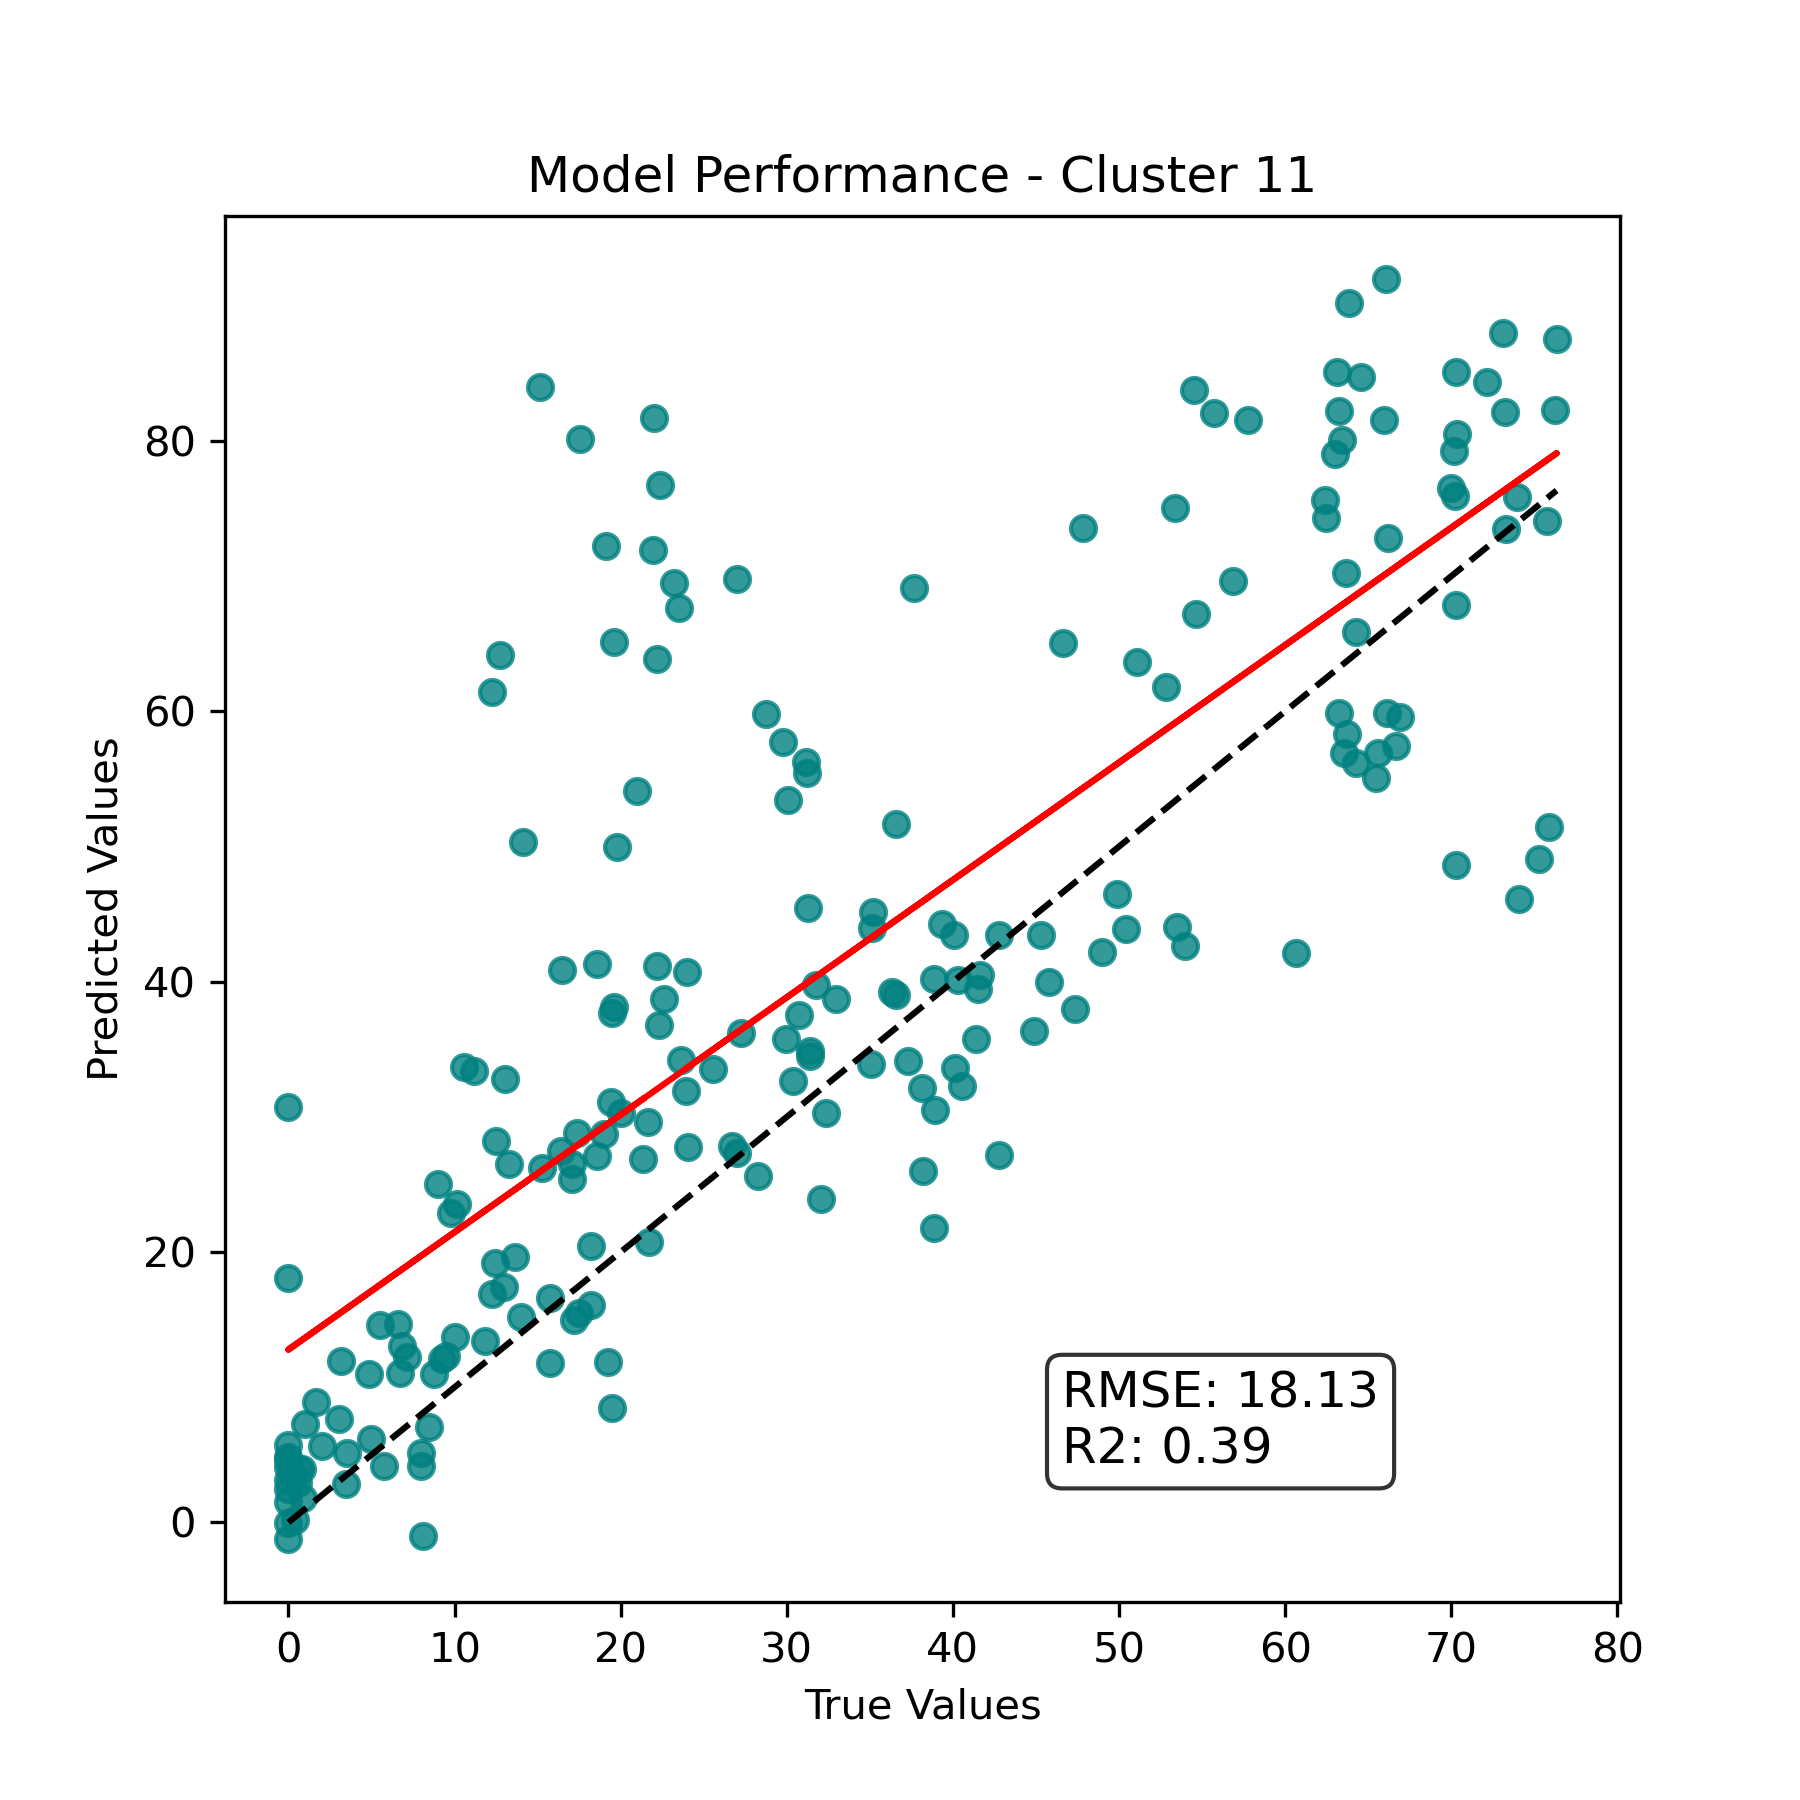 Model Performance - Cluster 11
Predicted Values
80
60
40
20
0
RMSE: 18.13
R2: 0.39
0 10 20 30 40 50 60 70 80
True Values